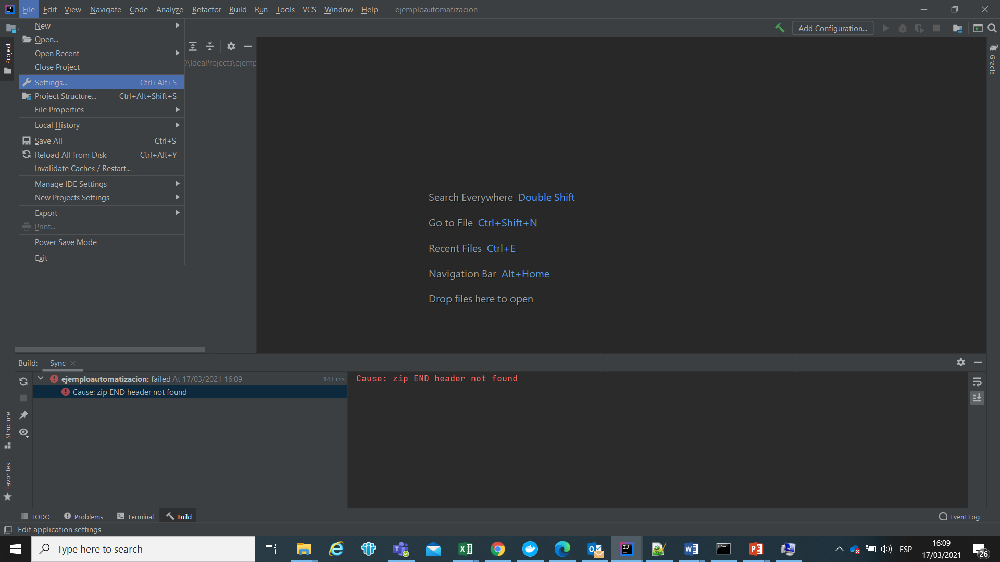 File Edit View Navigate Code Analyze Refactor Build Run Tools VCS Window Help ejemploautomatizacion
Add Configuration...
New
Open...
Open Recent
Close Project
Settings... Ctrl+Alt+S
Project Structure... Ctrl+Alt+Shift+S
File Properties
Local History
Save All Ctrl+S
Reload All from Disk Ctrl+Alt+Y
Invalidate Caches / Restart...
Manage IDE Settings
New Projects Settings
Export
Print...
Power Save Mode
Exit
\IdeaProjects\ejemp
Project
Gradle
Search Everywhere Double Shift
Go to File Ctrl+Shift+N
Recent Files Ctrl+E
Navigation Bar Alt+Home
Drop files here to open
Build: Sync
ejemploautomatizacion: failed At 17/03/2021 16:09 143 ms
Cause: zip END header not found
Cause: zip END header not found
Structure
Favorites
TODO Problems Terminal Build Event Log
Edit application settings
Type here to search
ESP
16:09
17/03/2021
26